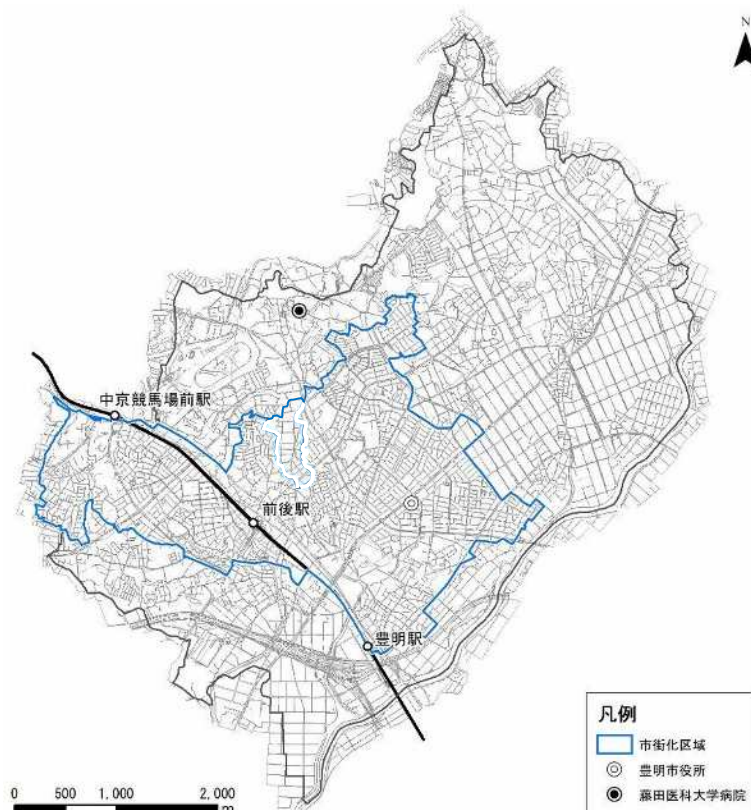 N
中京競馬場前駅
前後駅
豊明駅
凡例
市街化区域
豊明市役所
藤田医科大学病院
0 500 1,000 2,000
m